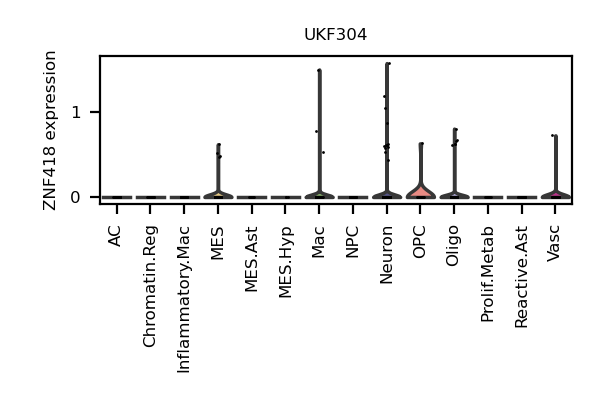 UKF304
ZNF418 expression
1
0
AC
Chromatin.Reg
Inflammatory.Mac
MES
MES.Ast
MES.Hyp
Mac
NPC
Neuron
OPC
Oligo
Prolif.Metab
Reactive.Ast
Vasc